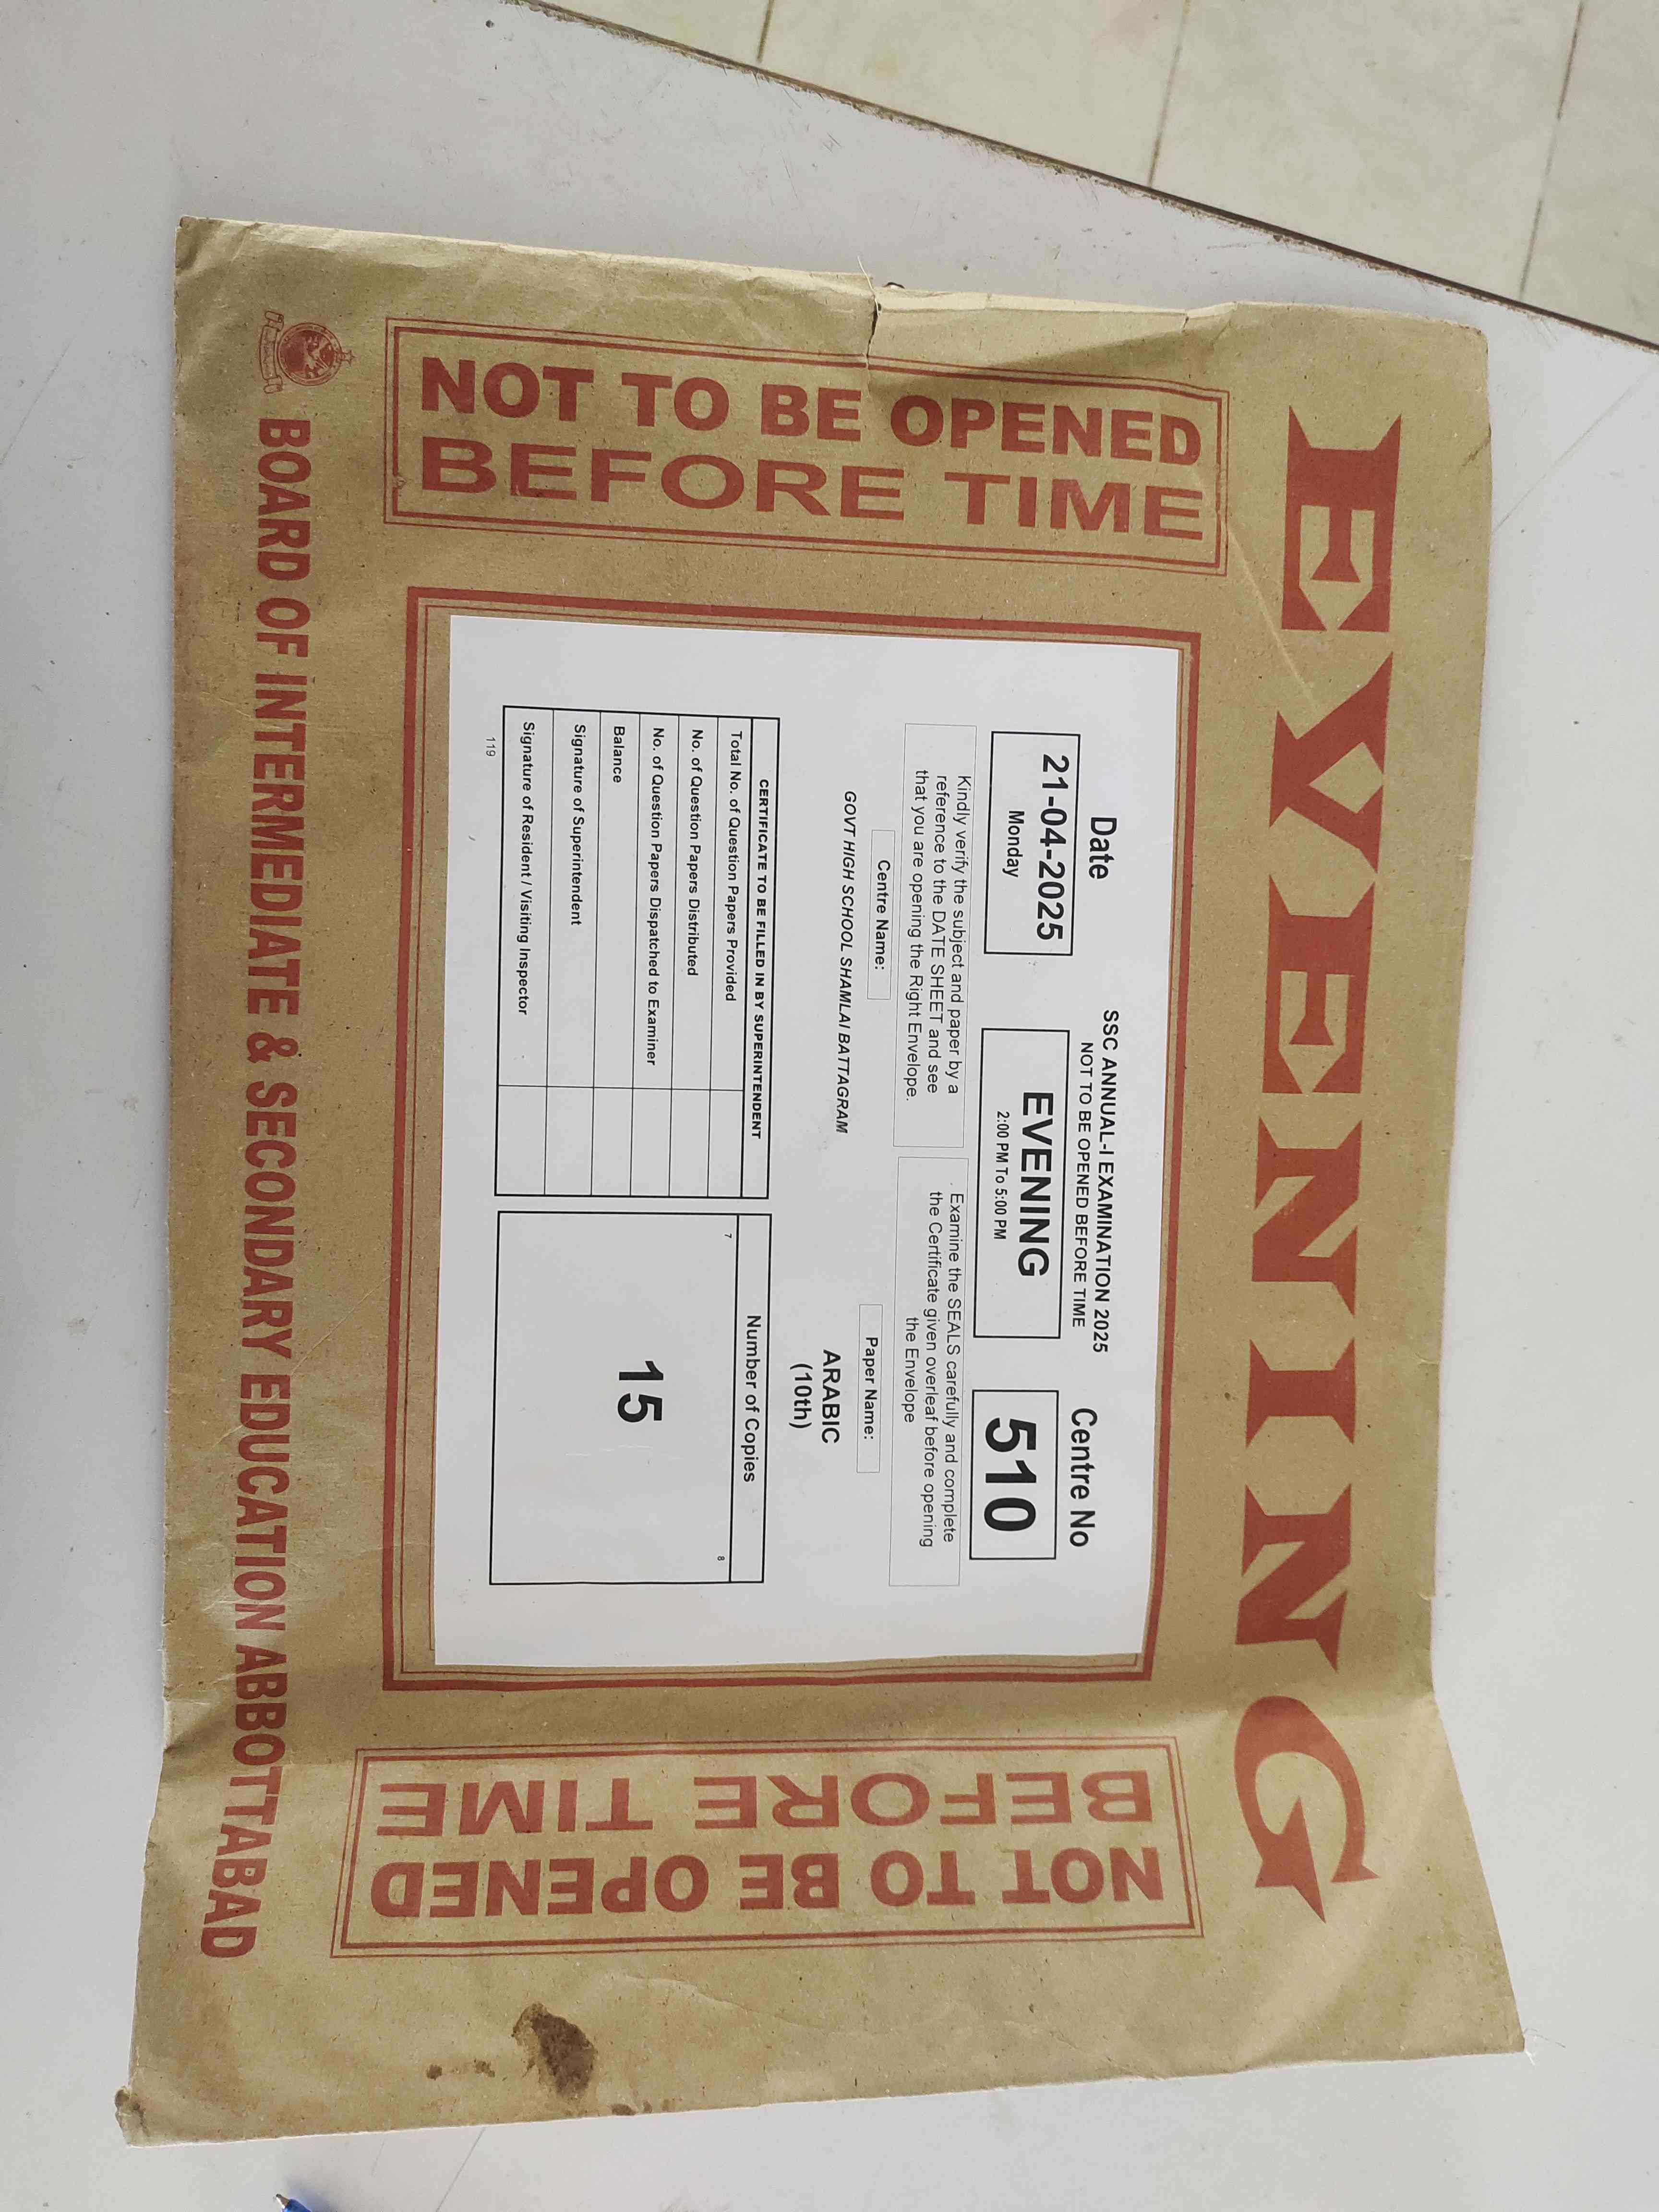 EVENING
NOT TO BE OPENED
BEFORE TIME
Date
21-04-2025
Monday
SSC ANNUAL-I EXAMINATION 2025
NOT TO BE OPENED BEFORE TIME
EVENING
2:00 PM To 5:00 PM
Centre No
510
Kindly verify the subject and paper by a
reference to the DATE SHEET and see
that you are opening the Right Envelope.
Examine the SEALS carefully and complete
the Certificate given overleaf before opening
the Envelope
Centre Name:
GOVT HIGH SCHOOL SHAMLAI BATTAGRAM
Paper Name:
ARABIC
(10th)
CERTIFICATE TO BE FILLED IN BY SUPERINTENDENT
Total No. of Question Papers Provided
No. of Question Papers Distributed
No. of Question Papers Dispatched to Examiner
Balance
Signature of Superintendent
Signature of Resident / Visiting Inspector
119
Number of Copies
7
8
15
NOT TO BE OPENED
BEFORE TIME
BOARD OF INTERMEDIATE & SECONDARY EDUCATION ABBOTTABAD